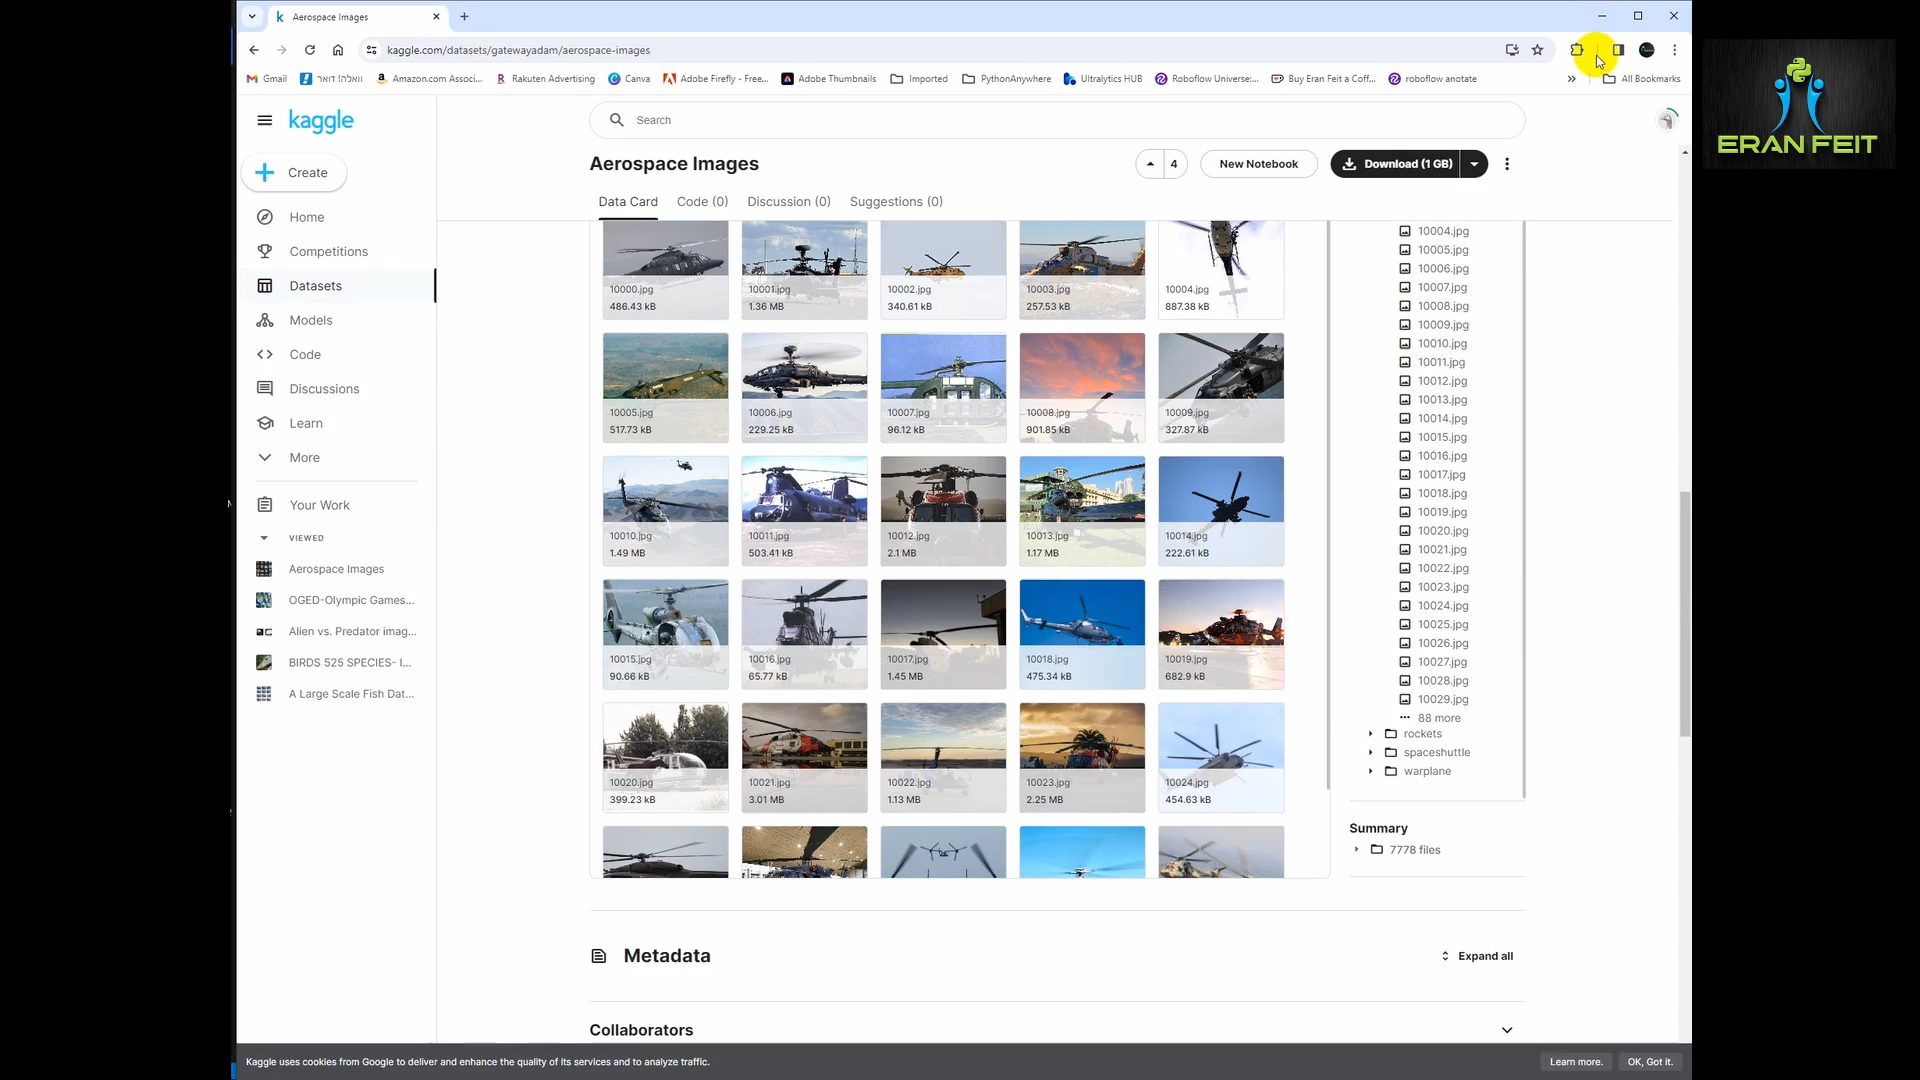 Aerospace Images
kaggle.com/datasets/gatewayadam/aerospace-images
Gmail
וואלה! דואר
Amazon.com Associ...
Rakuten Advertising
Canva
Adobe Firefly - Free...
Adobe Thumbnails
Imported
PythonAnywhere
Ultralytics HUB
Roboflow Universe:...
Buy Eran Feit a Coff...
roboflow anotate
All Bookmarks
ERAN FEIT
kaggle
Search
Create
Home
Competitions
Datasets
Models
Code
Discussions
Learn
More
Your Work
VIEWED
Aerospace Images
OGED-Olympic Games...
Alien vs. Predator imag...
BIRDS 525 SPECIES- I...
A Large Scale Fish Dat...
Aerospace Images
4
New Notebook
Download (1 GB)
Data Card
Code (0)
Discussion (0)
Suggestions (0)
10000.jpg
486.43 kB
10001.jpg
1.36 MB
10002.jpg
340.61 kB
10003.jpg
257.53 kB
10004.jpg
887.38 kB
10005.jpg
517.73 kB
10006.jpg
229.25 kB
10007.jpg
96.12 kB
10008.jpg
901.85 kB
10009.jpg
327.87 kB
10010.jpg
1.49 MB
10011.jpg
503.41 kB
10012.jpg
2.1 MB
10013.jpg
1.17 MB
10014.jpg
222.61 kB
10015.jpg
90.66 kB
10016.jpg
65.77 kB
10017.jpg
1.45 MB
10018.jpg
475.34 kB
10019.jpg
682.9 kB
10020.jpg
399.23 kB
10021.jpg
3.01 MB
10022.jpg
1.13 MB
10023.jpg
2.25 MB
10024.jpg
454.63 kB
10004.jpg
10005.jpg
10006.jpg
10007.jpg
10008.jpg
10009.jpg
10010.jpg
10011.jpg
10012.jpg
10013.jpg
10014.jpg
10015.jpg
10016.jpg
10017.jpg
10018.jpg
10019.jpg
10020.jpg
10021.jpg
10022.jpg
10023.jpg
10024.jpg
10025.jpg
10026.jpg
10027.jpg
10028.jpg
10029.jpg
88 more
rockets
spaceshuttle
warplane
Summary
7778 files
Metadata
Expand all
Collaborators
Kaggle uses cookies from Google to deliver and enhance the quality of its services and to analyze traffic.
Learn more.
OK, Got it.